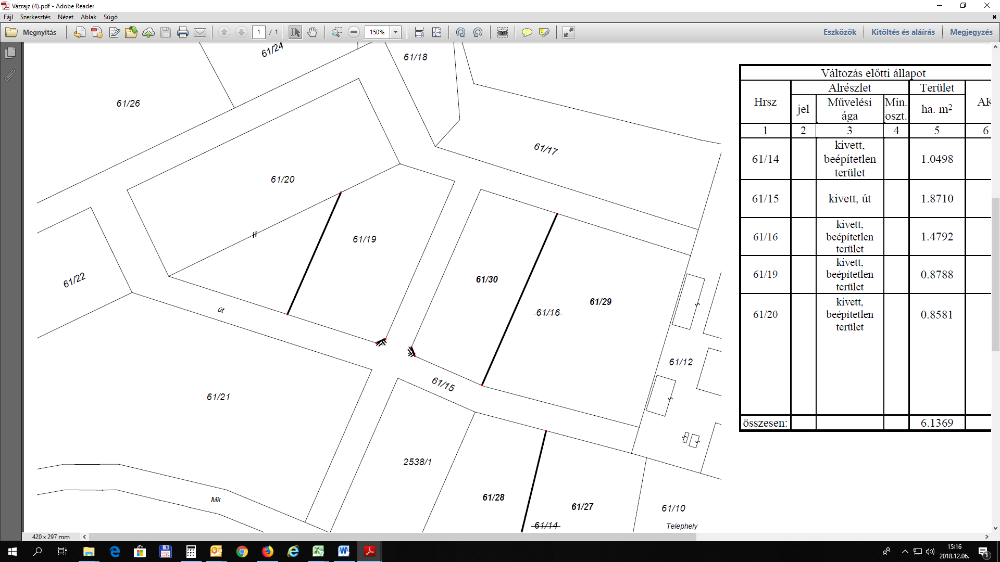 Vázrajz (4).pdf - Adobe Reader
Fájl Szerkesztés Nézet Ablak Súgó
Megnyitás 1 / 1 150% Eszközök Kitöltés és aláírás Megjegyzés
61/24
61/18
61/26
61/17
61/20
61/19
61/22
61/30
61/29
61/16
út
61/12
61/15
61/21
2538/1
61/28
61/27
61/10
Mk
61/14
Telephely
Változás előtti állapot
Hrsz Alrészlet Terület AK
jel Művelési ága Min. oszt. ha. m2
1 2 3 4 5 6
61/14 kivett, beépítetlen terület 1.0498
61/15 kivett, út 1.8710
61/16 kivett, beépítetlen terület 1.4792
61/19 kivett, beépítetlen terület 0.8788
61/20 kivett, beépítetlen terület 0.8581
összesen: 6.1369
420 x 297 mm
15:16
2018.12.06.
1